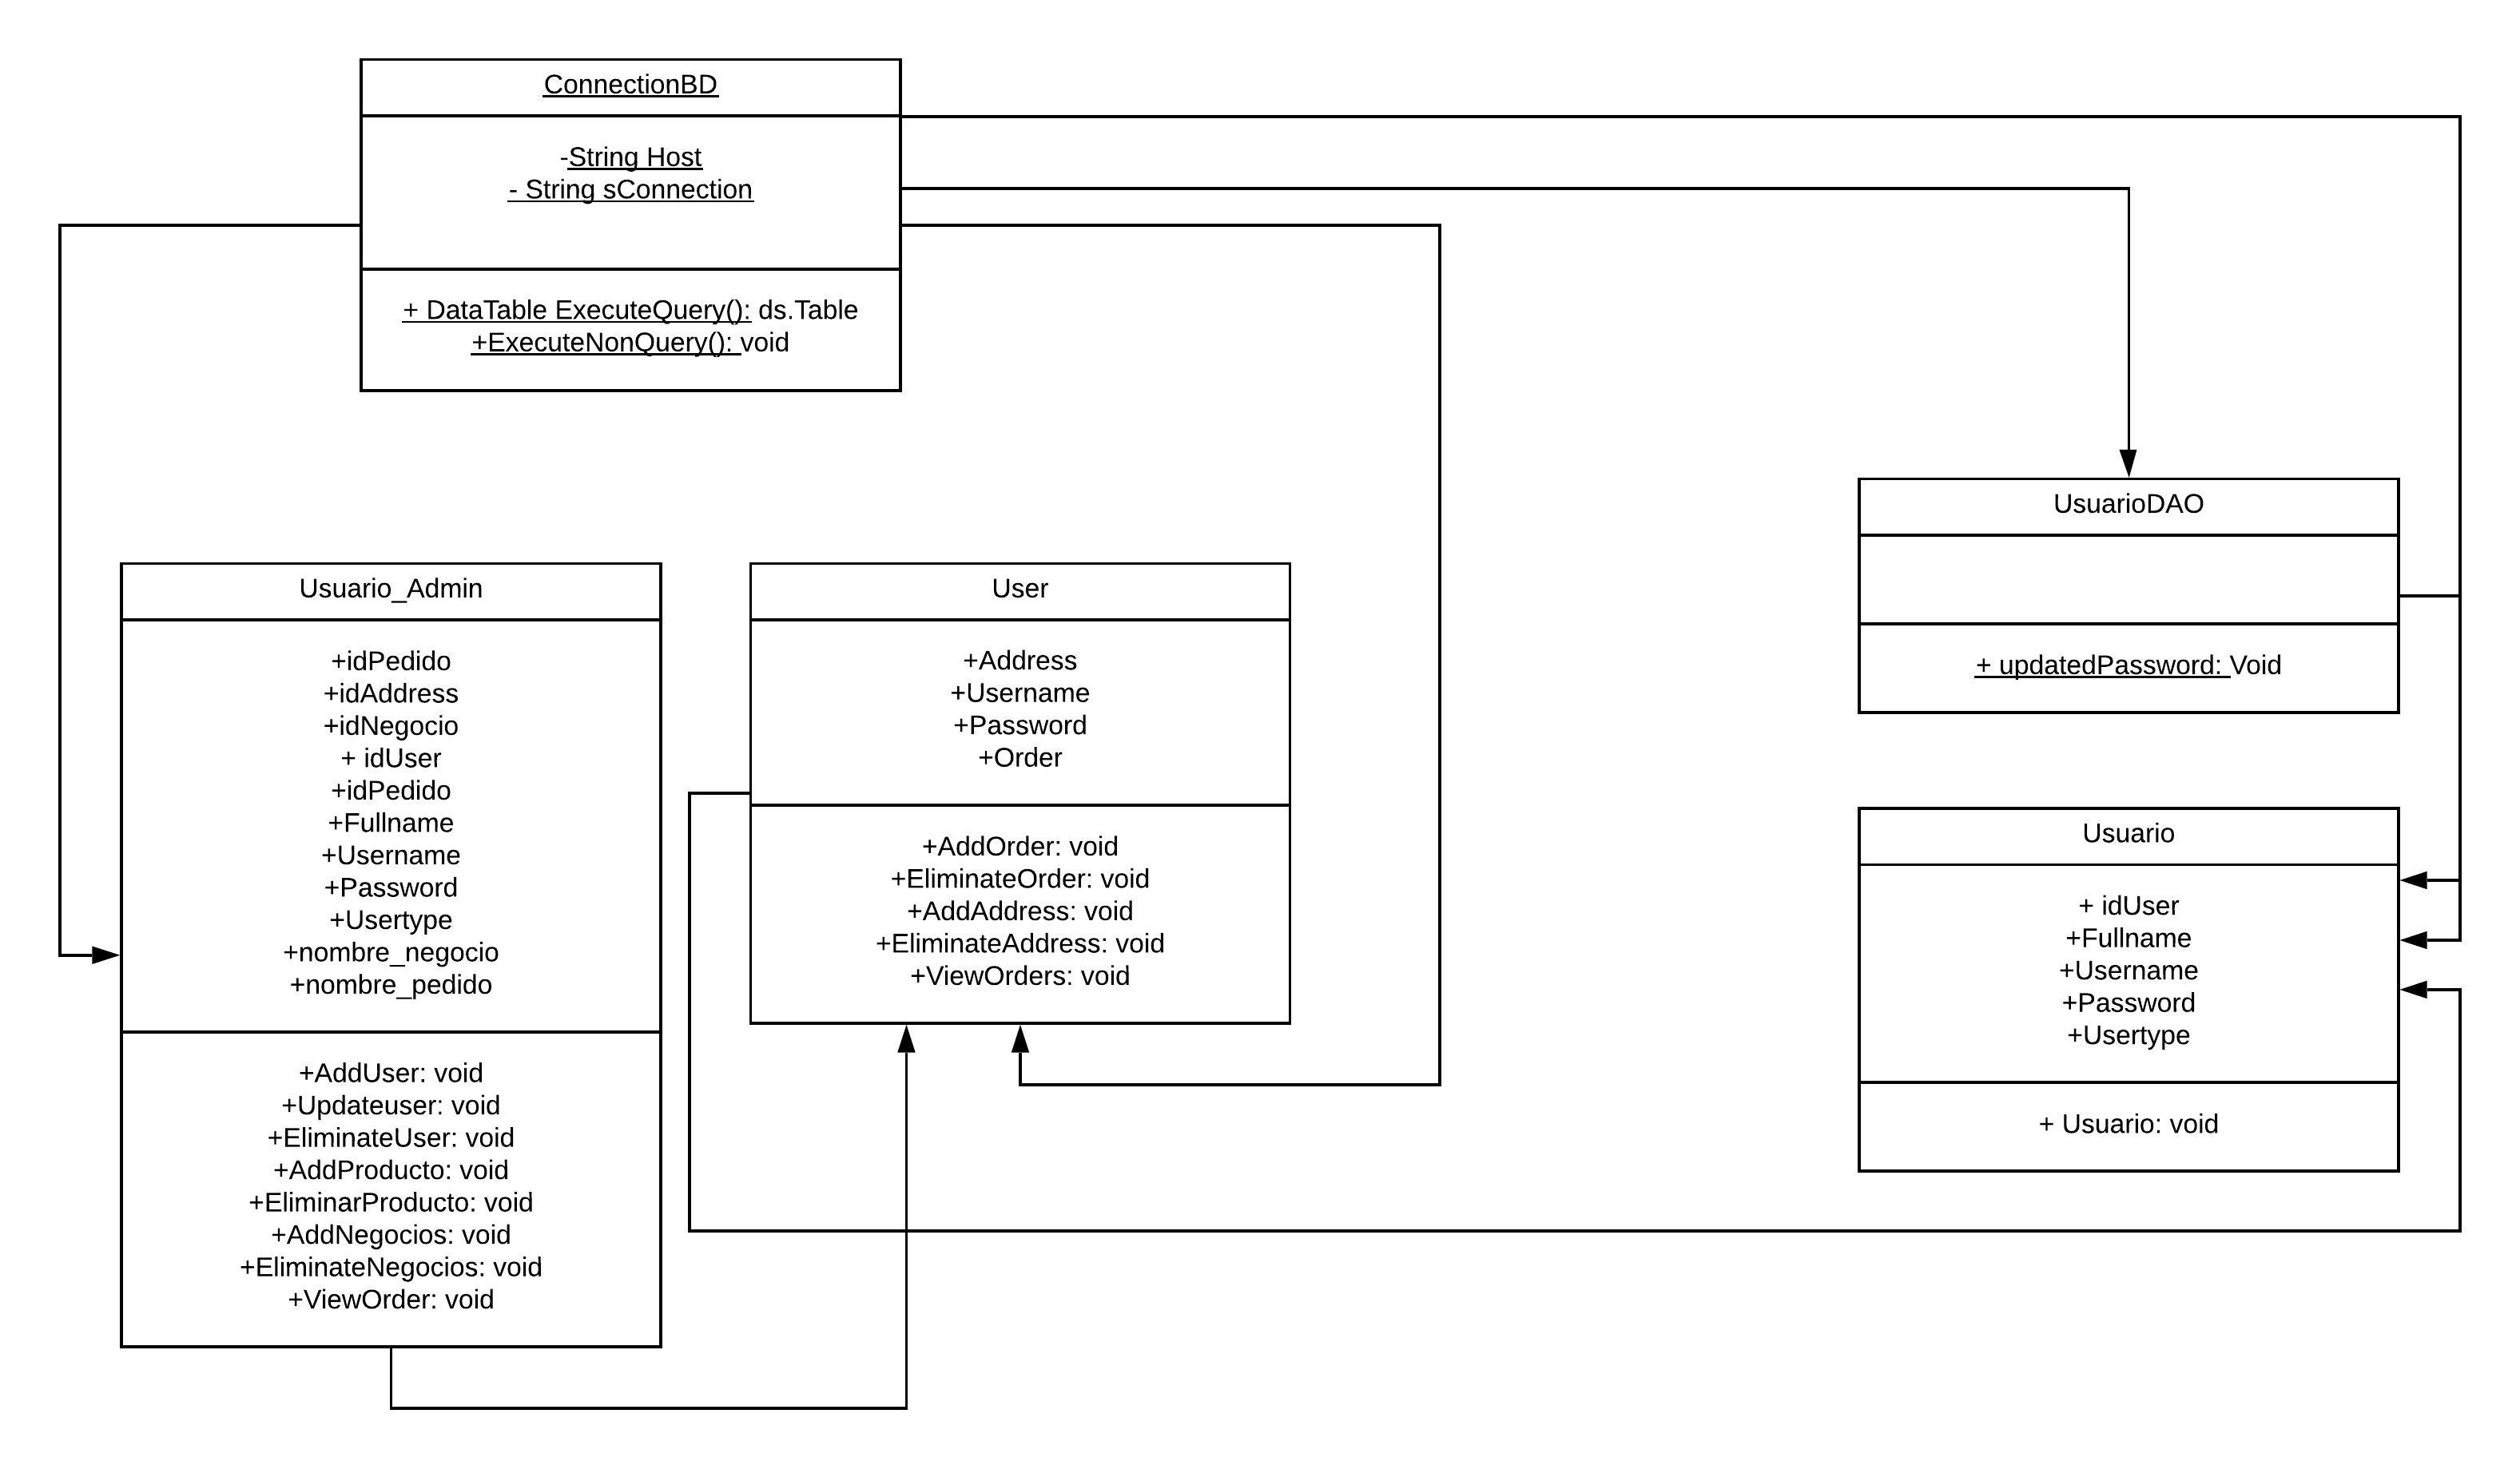 ConnectionBD
-String Host
- String sConnection
+ DataTable ExecuteQuery(): ds.Table
+ExecuteNonQuery(): void
UsuarioDAO
+ updatedPassword: Void
Usuario_Admin
+idPedido
+idAddress
+idNegocio
+ idUser
+idPedido
+Fullname
+Username
+Password
+Usertype
+nombre_negocio
+nombre_pedido
+AddUser: void
+Updateuser: void
+EliminateUser: void
+AddProducto: void
+EliminarProducto: void
+AddNegocios: void
+EliminateNegocios: void
+ViewOrder: void
User
+Address
+Username
+Password
+Order
+AddOrder: void
+EliminateOrder: void
+AddAddress: void
+EliminateAddress: void
+ViewOrders: void
Usuario
+ idUser
+Fullname
+Username
+Password
+Usertype
+ Usuario: void